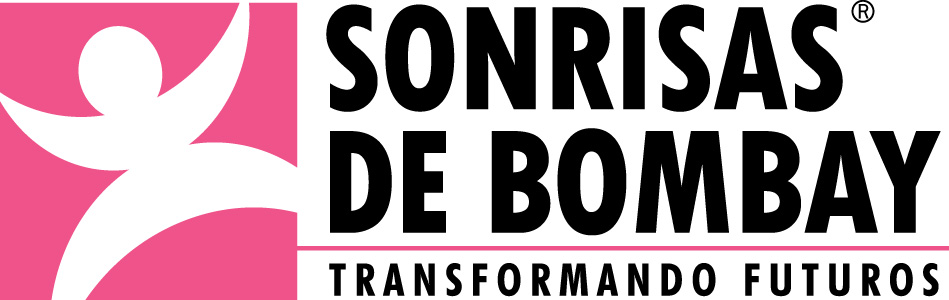 SONRISAS®
DE BOMBAY
TRANSFORMANDO FUTUROS